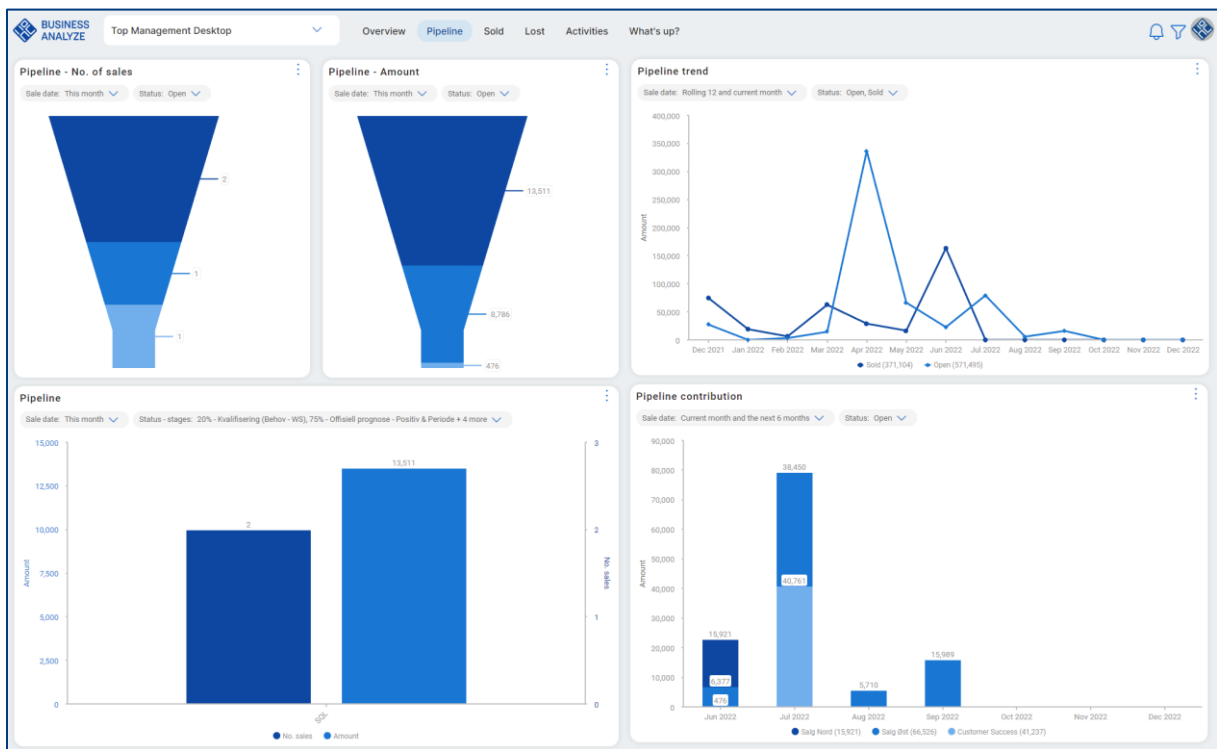 BUSINESS
ANALYZE
Top Management Desktop
Overview
Pipeline
Sold
Lost
Activities
What's up?
Pipeline - No. of sales
Sale date: This month
Status: Open
2
1
1
Pipeline - Amount
Sale date: This month
Status: Open
13,511
8,786
476
Pipeline trend
Sale date: Rolling 12 and current month
Status: Open, Sold
400,000
350,000
300,000
250,000
200,000
150,000
100,000
50,000
0
Amount
Dec 2021 Jan 2022 Feb 2022 Mar 2022 Apr 2022 May 2022 Jun 2022 Jul 2022 Aug 2022 Sep 2022 Oct 2022 Nov 2022 Dec 2022
Sold (371,104) Open (571,495)
Pipeline
Sale date: This month
Status - stages: 20% - Kvalifisering (Behov - WS), 75% - Offisiell prognose - Positiv & Periode + 4 more
15,000
12,500
10,000
7,500
5,000
2,500
0
Amount
2
13,511
3
2
1
0
No. sales
SQL
No. sales Amount
Pipeline contribution
Sale date: Current month and the next 6 months
Status: Open
90,000
80,000
70,000
60,000
50,000
40,000
30,000
20,000
10,000
0
Amount
15,921
6,377
476
38,450
40,761
5,710
15,989
Jun 2022 Jul 2022 Aug 2022 Sep 2022 Oct 2022 Nov 2022 Dec 2022
Salg Nord (15,921) Salg Øst (66,526) Customer Success (41,237)